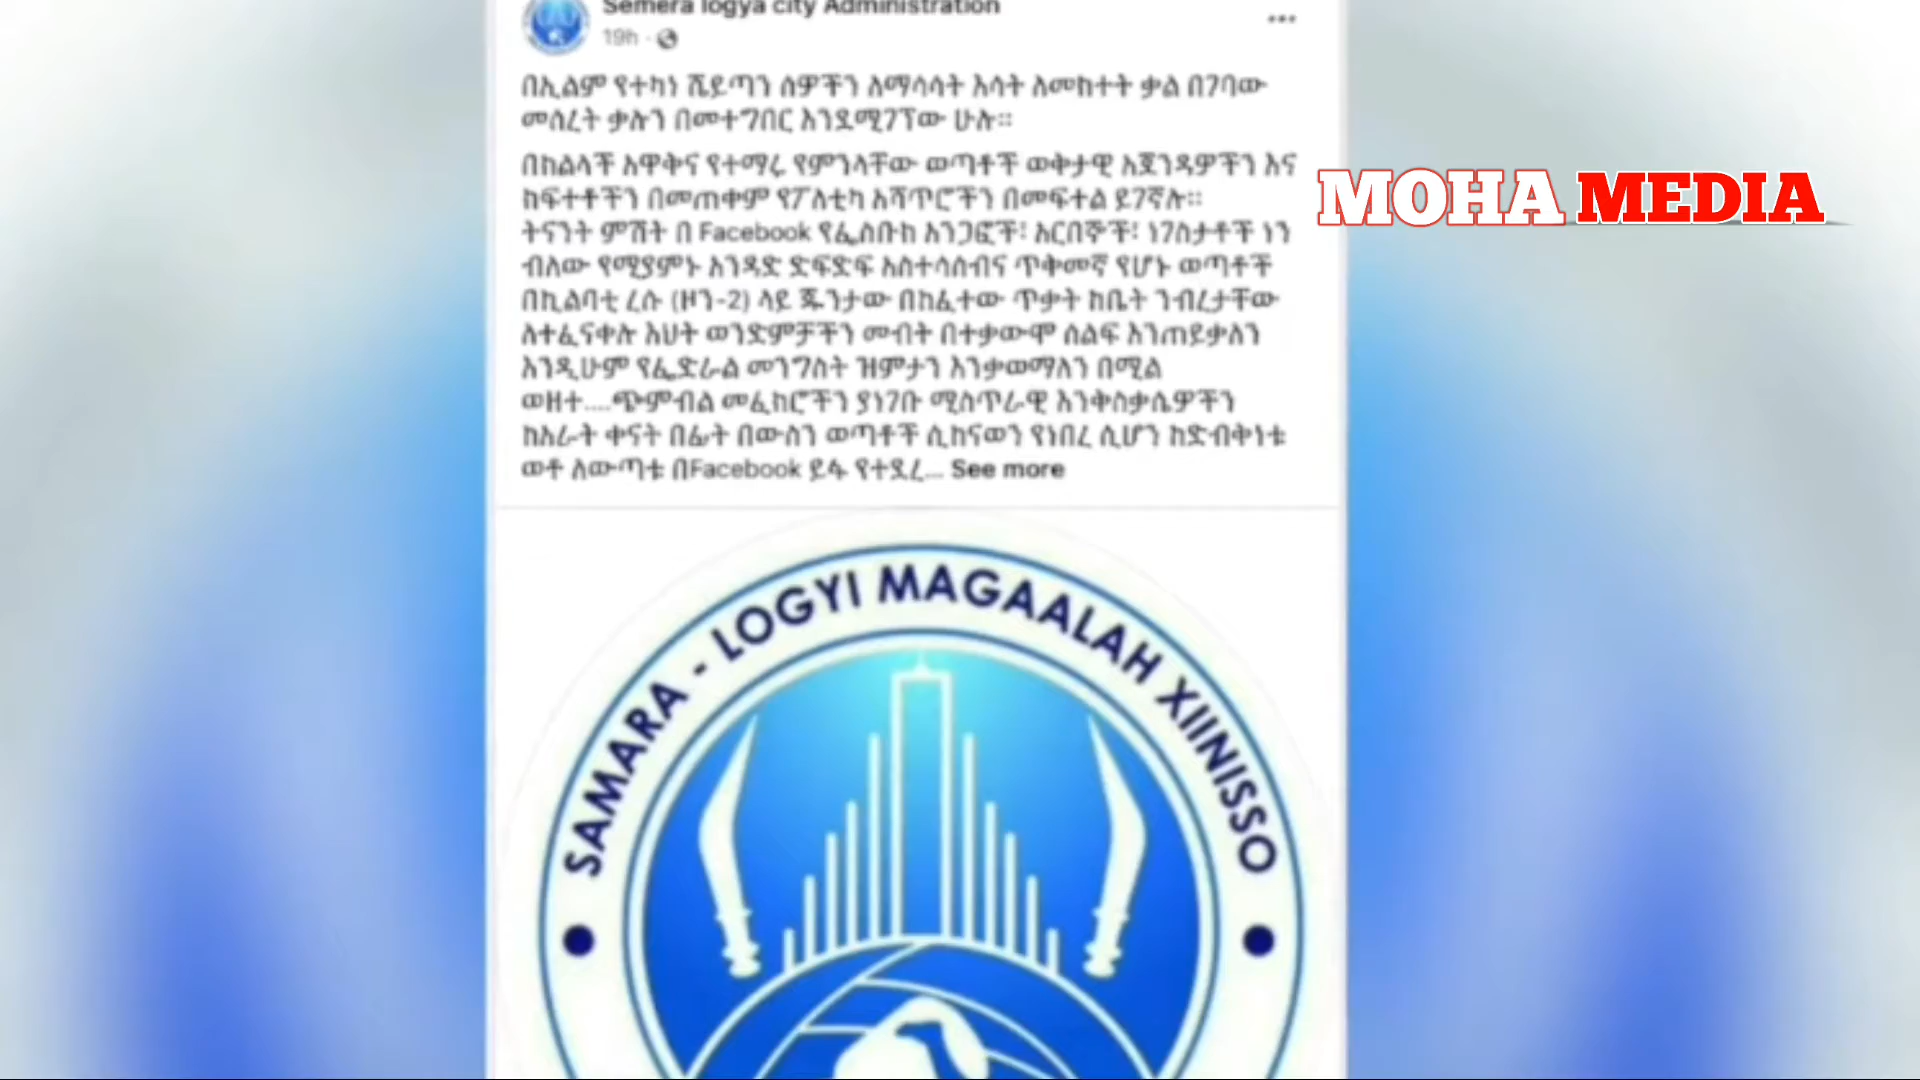 Semera logya city Administration
19h
በኢልም የተካነ ሼይጣን ሰዎችን ለማሳሳት እሳት ለመከተት ቃል በገባው
መሰረት ቃሉን በመተግበር እንደሚገኘው ሁሉ።
በክልላች አዋቅና የተማሩ የምንላቸው ወጣቶች ወቅታዊ አጀንዳዎችን እና
ክፍተቶችን በመጠቀም የፖለቲካ አሻጥሮችን በመፍተል ይገኛሉ።
ትናንት ምሽት በ Facebook የፌስቡክ አንጋፎች፣ አርበኞች፣ ነገስታቶች ነን
ብለው የሚያምኑ አንዳድ ድፍድፍ አስተሳሰብና ጥቅመኛ የሆኑ ወጣቶች
በኪልባቲ ረሱ (ዞን-2) ላይ ጁንታው በከፈተው ጥቃት ከቤት ንብረታቸው
ለተፈናቀሉ እህት ወንድምቻችን መብት በተቃውሞ ሰልፍ እንጠይቃለን
እንዲሁም የፌድራል መንግስት ዝምታን እንቃወማለን በሚል
ወዘተ....ጭምብል መፈክሮችን ያነገቡ ሚስጥራዊ እንቅስቃሴዎችን
ከአራት ቀናት በፊት በውስን ወጣቶች ሲከናወን የነበረ ሲሆን ከድብቅነቱ
ወቶ ለውጣቱ በFacebook ይፋ የተደረ... See more
MOHA MEDIA
SAMARA - LOGYI MAGAALAH XIINISSO